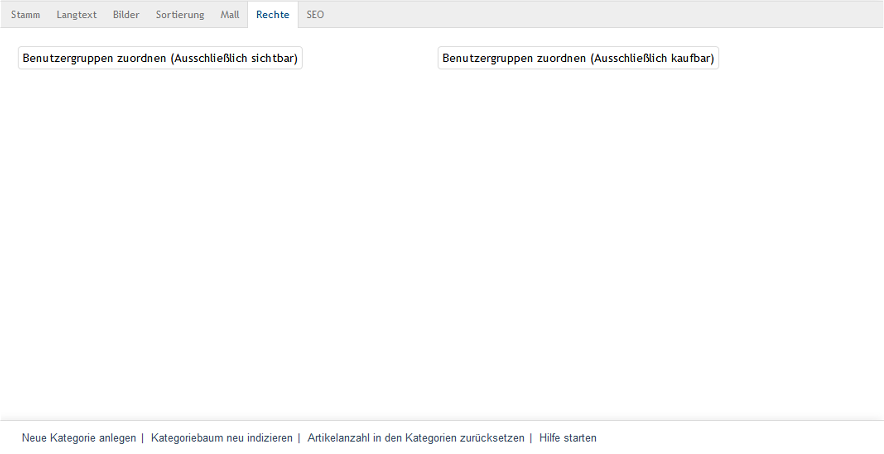 Stamm Langtext Bilder Sortierung Mall Rechte SEO
Benutzergruppen zuordnen (Ausschließlich sichtbar) Benutzergruppen zuordnen (Ausschließlich kaufbar)
Neue Kategorie anlegen | Kategoriebaum neu indizieren | Artikelanzahl in den Kategorien zurücksetzen | Hilfe starten